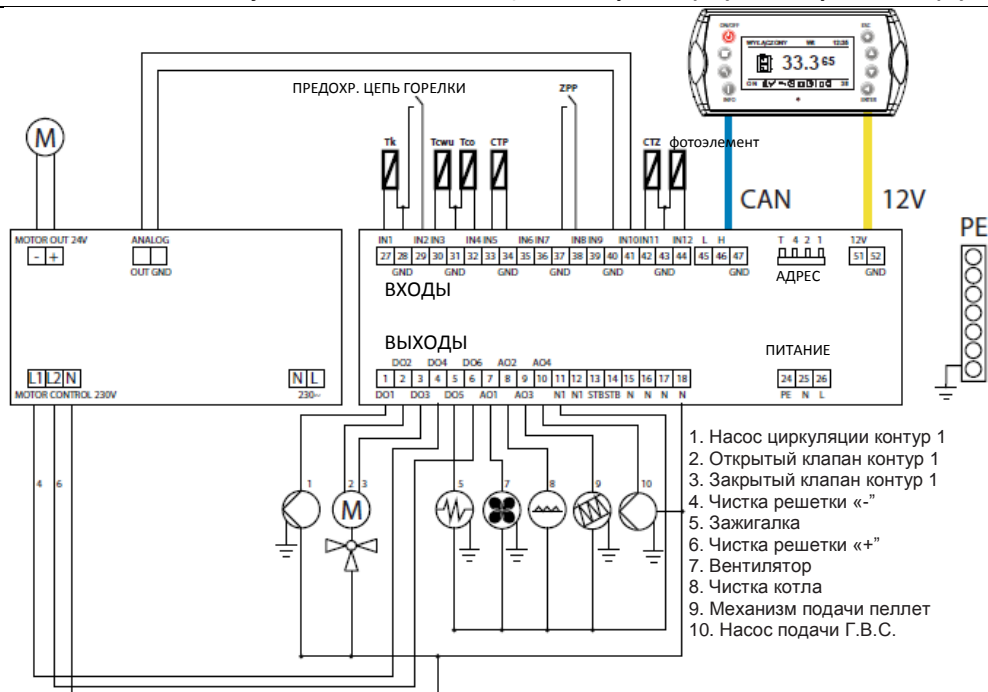 ON/OFF ESC
WYŁĄCZONY WE 12:35
33.3 65
ON 35
INFO ENTER
ПРЕДОХР. ЦЕПЬ ГОРЕЛКИ ZPP
M
Tk Tcwu Tco CTP CTZ фотоэлемент
CAN 12V
PE
MOTOR OUT 24V ANALOG
- +
OUT GND
IN1 IN2 IN3 IN4 IN5 IN6 IN7 IN8 IN9 IN10 IN11 IN12 L H T 4 2 1 12V
27 28 29 30 31 32 33 34 35 36 37 38 39 40 41 42 43 44 45 46 47 51 52
GND GND GND GND GND GND GND GND
АДРЕС
ВХОДЫ
ВЫХОДЫ
ПИТАНИЕ
DO2 DO4 DO6 AO2 AO4
L1 L2 N N L
1 2 3 4 5 6 7 8 9 10 11 12 13 14 15 16 17 18 24 25 26
MOTOR CONTROL 230V 230~
DO1 DO3 DO5 AO1 AO3 N1 N1 STB STB N N N N PE N L
4 6 1 2 3 5 7 8 9 10
M
1. Насос циркуляции контур 1
2. Открытый клапан контур 1
3. Закрытый клапан контур 1
4. Чистка решетки «-”
5. Зажигалка
6. Чистка решетки «+”
7. Вентилятор
8. Чистка котла
9. Механизм подачи пеллет
10. Насос подачи Г.В.С.